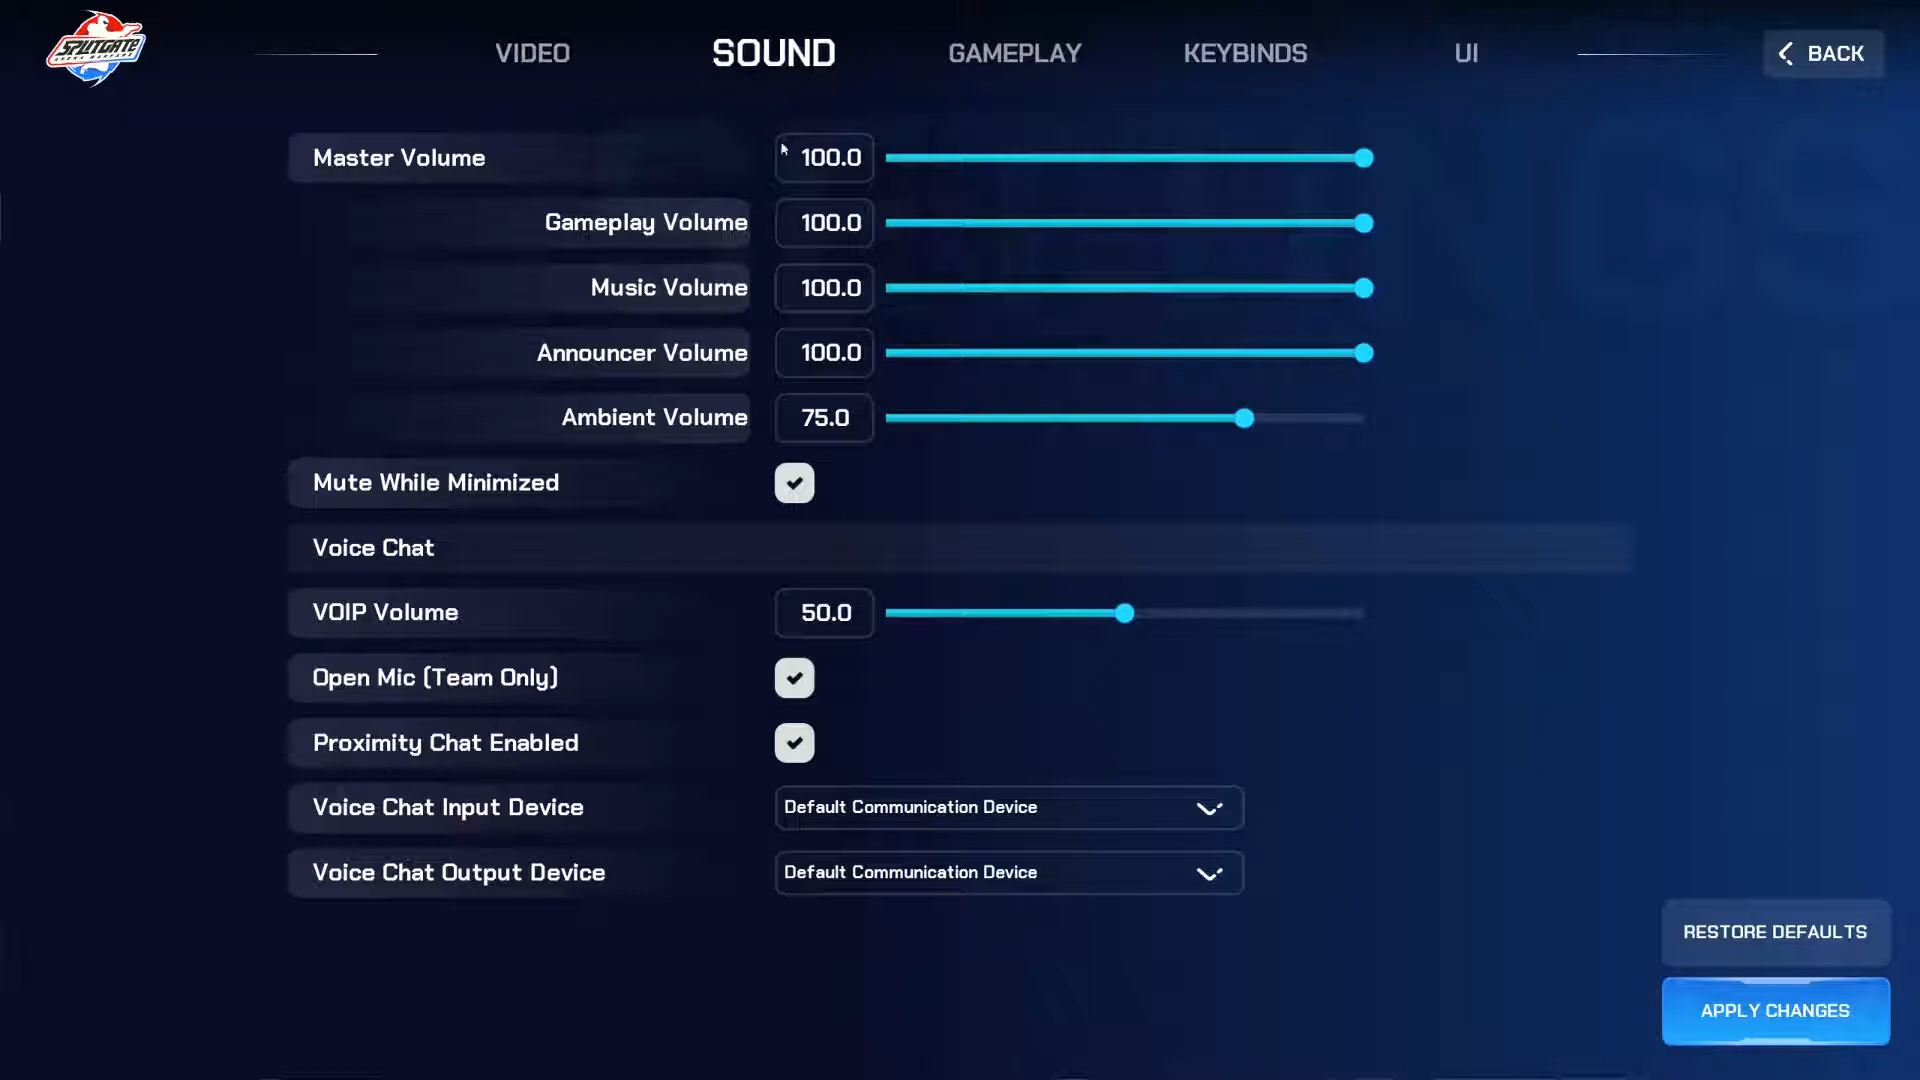 SPLITGATE
VIDEO
SOUND
GAMEPLAY
KEYBINDS
UI
BACK
Master Volume 100.0
Gameplay Volume 100.0
Music Volume 100.0
Announcer Volume 100.0
Ambient Volume 75.0
Mute While Minimized
Voice Chat
VOIP Volume 50.0
Open Mic (Team Only)
Proximity Chat Enabled
Voice Chat Input Device Default Communication Device
Voice Chat Output Device Default Communication Device
RESTORE DEFAULTS
APPLY CHANGES